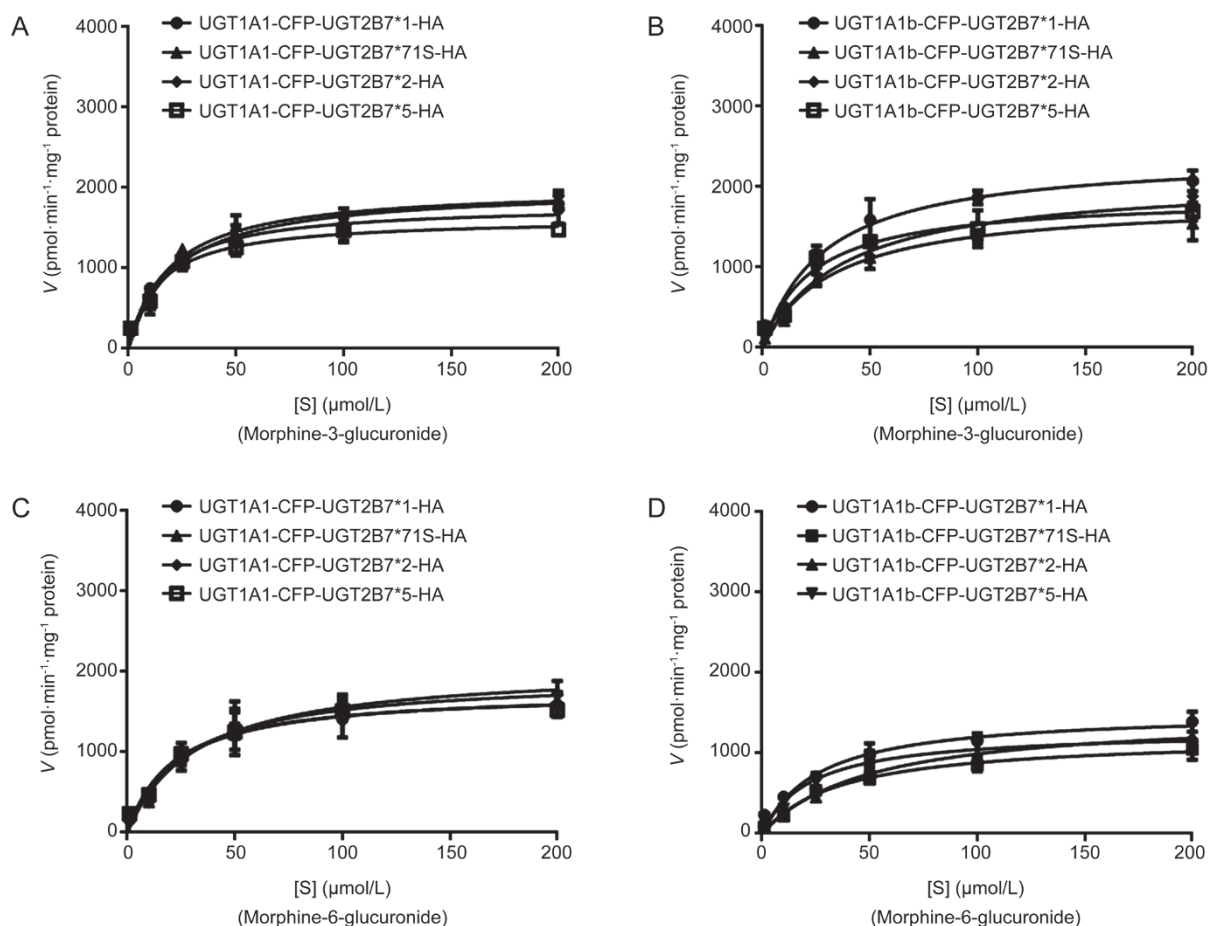 A
UGT1A1-CFP-UGT2B7*1-HA
UGT1A1-CFP-UGT2B7*71S-HA
UGT1A1-CFP-UGT2B7*2-HA
UGT1A1-CFP-UGT2B7*5-HA
V (pmol·min⁻¹·mg⁻¹ protein)
4000
3000
2000
1000
0
0 50 100 150 200
[S] (μmol/L)
(Morphine-3-glucuronide)
B
UGT1A1b-CFP-UGT2B7*1-HA
UGT1A1b-CFP-UGT2B7*71S-HA
UGT1A1b-CFP-UGT2B7*2-HA
UGT1A1b-CFP-UGT2B7*5-HA
V (pmol·min⁻¹·mg⁻¹ protein)
4000
3000
2000
1000
0
0 50 100 150 200
[S] (μmol/L)
(Morphine-3-glucuronide)
C
UGT1A1-CFP-UGT2B7*1-HA
UGT1A1-CFP-UGT2B7*71S-HA
UGT1A1-CFP-UGT2B7*2-HA
UGT1A1-CFP-UGT2B7*5-HA
V (pmol·min⁻¹·mg⁻¹ protein)
4000
3000
2000
1000
0
0 50 100 150 200
[S] (μmol/L)
(Morphine-6-glucuronide)
D
UGT1A1b-CFP-UGT2B7*1-HA
UGT1A1b-CFP-UGT2B7*71S-HA
UGT1A1b-CFP-UGT2B7*2-HA
UGT1A1b-CFP-UGT2B7*5-HA
V (pmol·min⁻¹·mg⁻¹ protein)
4000
3000
2000
1000
0
0 50 100 150 200
[S] (μmol/L)
(Morphine-6-glucuronide)